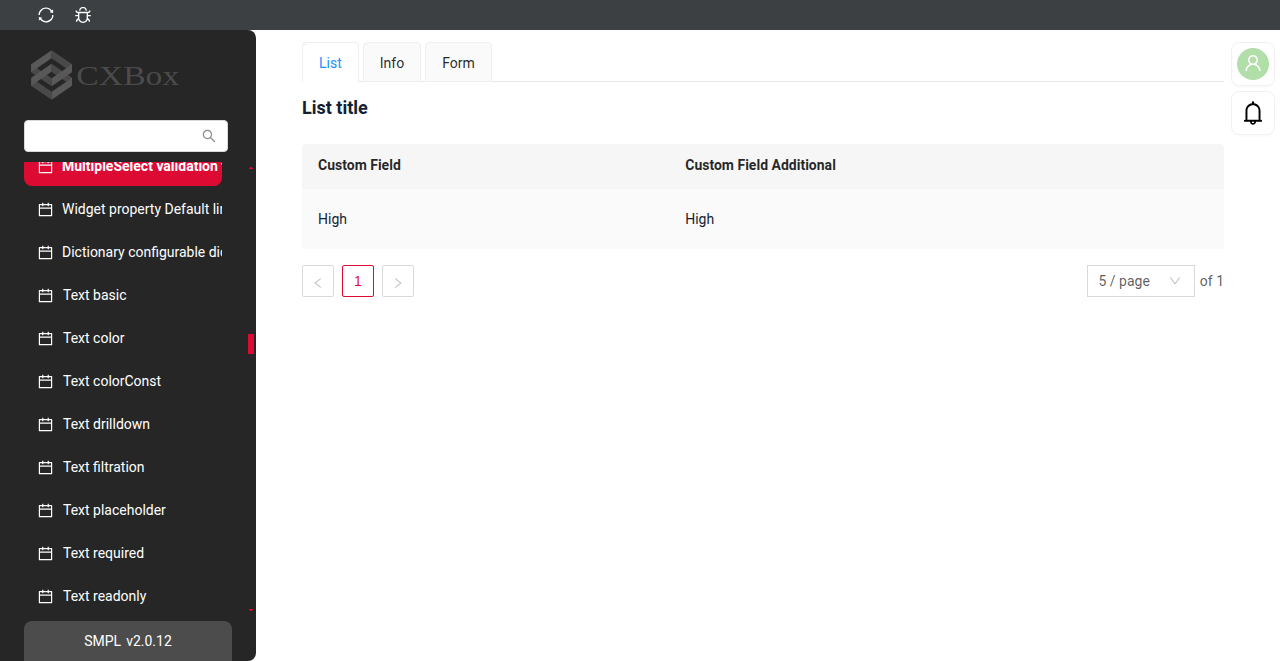 CXBox
MultipleSelect validation
Widget property Default lin
Dictionary configurable dic
Text basic
Text color
Text colorConst
Text drilldown
Text filtration
Text placeholder
Text required
Text readonly
SMPL v2.0.12
List Info Form
List title
Custom Field Custom Field Additional
High High
< 1 > 5 / page of 1